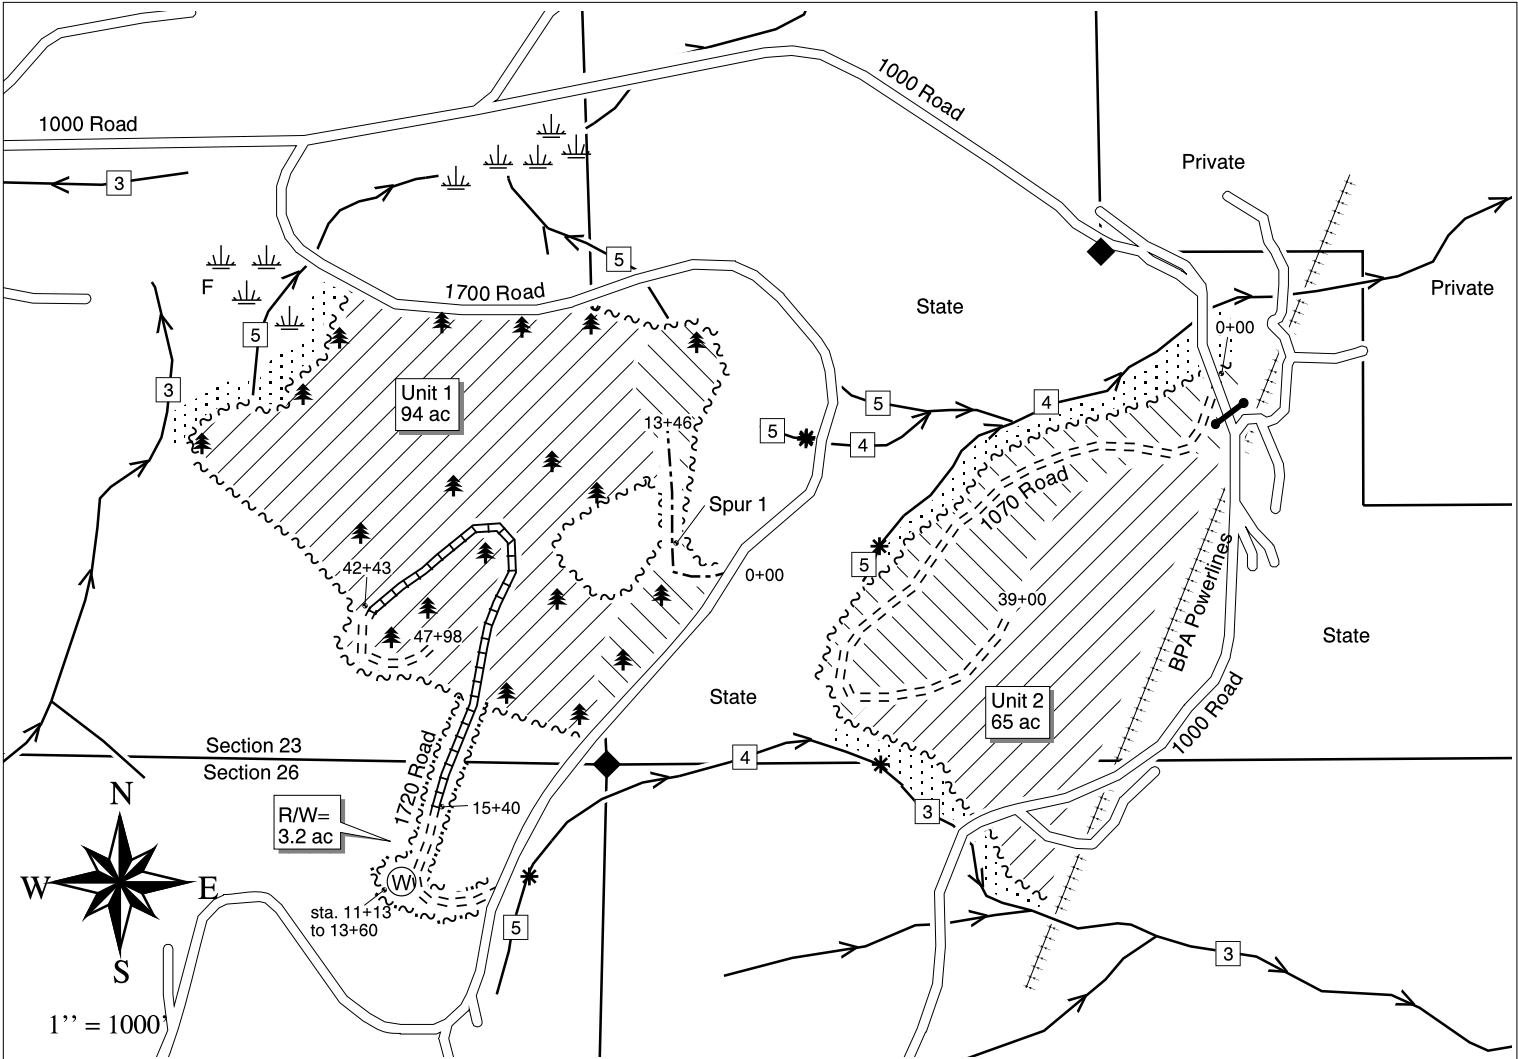 1000 Road
1000 Road
Private
3
5
F
1700 Road
State
Private
0+00
5
3
Unit 1
94 ac
5
4
5
4
13+46
Spur 1
1070 Road
5
42+43
0+00
39+00
47+98
BPA Powerlines
State
State
Unit 2
65 ac
1000 Road
Section 23
Section 26
4
1720 Road
N
R/W=
3.2 ac
15+40
3
W
E
W
sta. 11+13
to 13+60
5
3
S
1’’ = 1000’